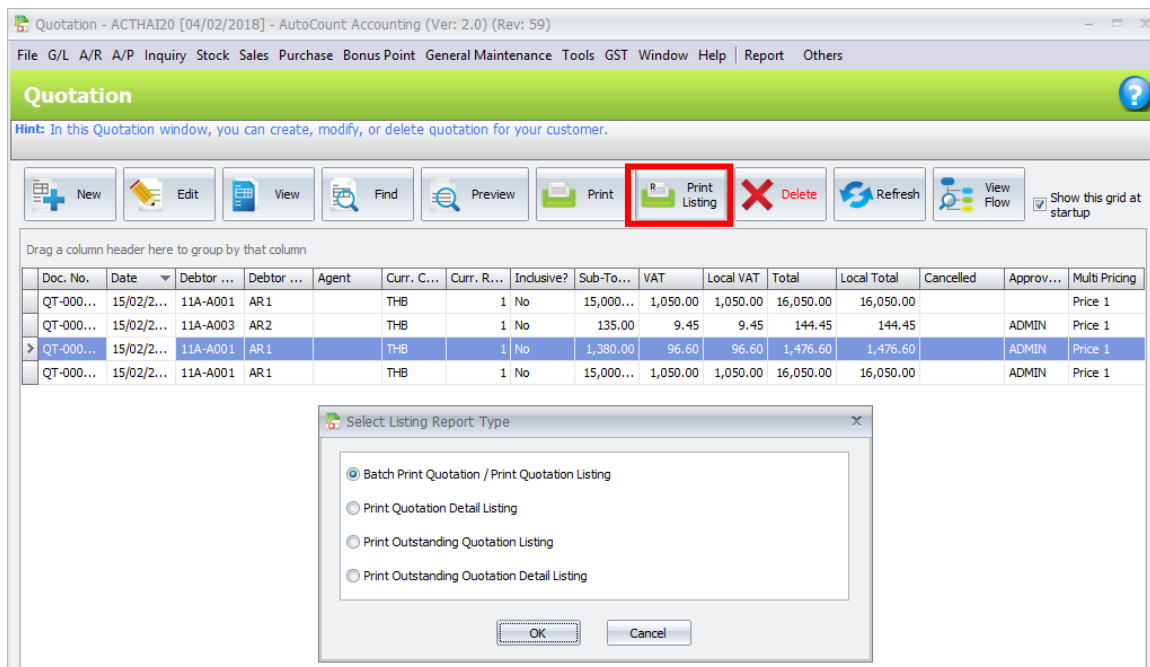 Quotation - ACTHAI20 [04/02/2018] - AutoCount Accounting (Ver: 2.0) (Rev: 59)
File G/L A/R A/P Inquiry Stock Sales Purchase Bonus Point General Maintenance Tools GST Window Help Report Others
Quotation
Hint: In this Quotation window, you can create, modify, or delete quotation for your customer.
New Edit View Find Preview Print Print Listing Delete Refresh View Flow Show this grid at startup
Drag a column header here to group by that column
Doc. No. Date Debtor ... Debtor ... Agent Curr. C... Curr. R... Inclusive? Sub-To... VAT Local VAT Total Local Total Cancelled Approv... Multi Pricing
QT-000... 15/02/2... 11A-A001 AR1 THB 1 No 15,000... 1,050.00 1,050.00 16,050.00 16,050.00 Price 1
QT-000... 15/02/2... 11A-A003 AR2 THB 1 No 135.00 9.45 9.45 144.45 144.45 ADMIN Price 1
QT-000... 15/02/2... 11A-A001 AR1 THB 1 No 1,380.00 96.60 96.60 1,476.60 1,476.60 ADMIN Price 1
QT-000... 15/02/2... 11A-A001 AR1 THB 1 No 15,000... 1,050.00 1,050.00 16,050.00 16,050.00 ADMIN Price 1
Select Listing Report Type
Batch Print Quotation / Print Quotation Listing
Print Quotation Detail Listing
Print Outstanding Quotation Listing
Print Outstanding Quotation Detail Listing
OK Cancel